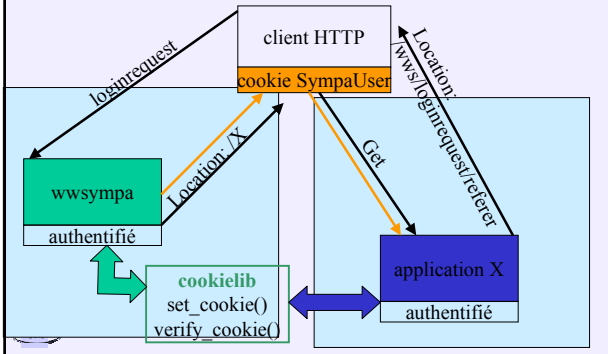 client HTTP
cookie SympaUser
loginrequest
Location:
/wws/loginrequest/referer
Location: /X
Get
wwsympa
authentifié
application X
authentifié
cookielib
set_cookie()
verify_cookie()